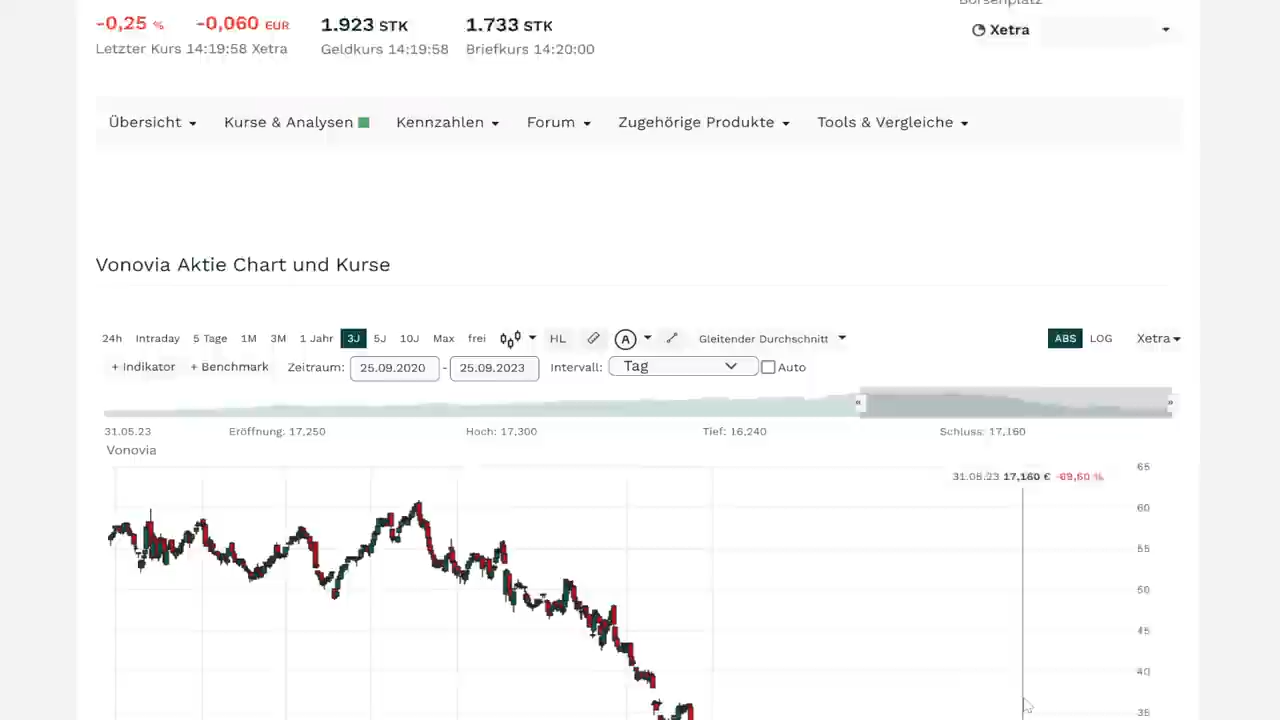 Börsenplatz
-0,25 % -0,060 EUR 1.923 STK 1.733 STK
Xetra
Letzter Kurs 14:19:58 Xetra Geldkurs 14:19:58 Briefkurs 14:20:00
Übersicht Kurse & Analysen Kennzahlen Forum Zugehörige Produkte Tools & Vergleiche
Vonovia Aktie Chart und Kurse
24h Intraday 5 Tage 1M 3M 1 Jahr 3J 5J 10J Max frei HL A Gleitender Durchschnitt ABS LOG Xetra
+ Indikator + Benchmark Zeitraum: 25.09.2020 - 25.09.2023 Intervall: Tag Auto
31.05.23 Eröffnung: 17,250 Hoch: 17,300 Tief: 16,240 Schluss: 17,160
Vonovia
31.05.23 17,160 €
65
60
55
50
45
40
35